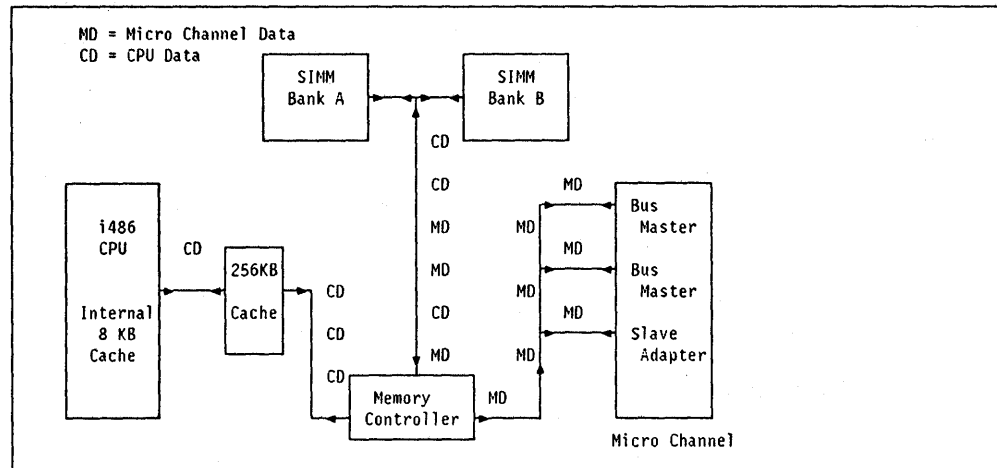 MD = Micro Channel Data
CD = CPU Data
SIMM
Bank A
SIMM
Bank B
CD
CD
MD
MD
CD
MD
i486
CPU
Internal
8 KB
Cache
CD
256KB
Cache
CD
CD
CD
Memory
Controller
MD
MD
MD
MD
MD
MD
MD
Bus
Master
Bus
Master
Slave
Adapter
Micro Channel